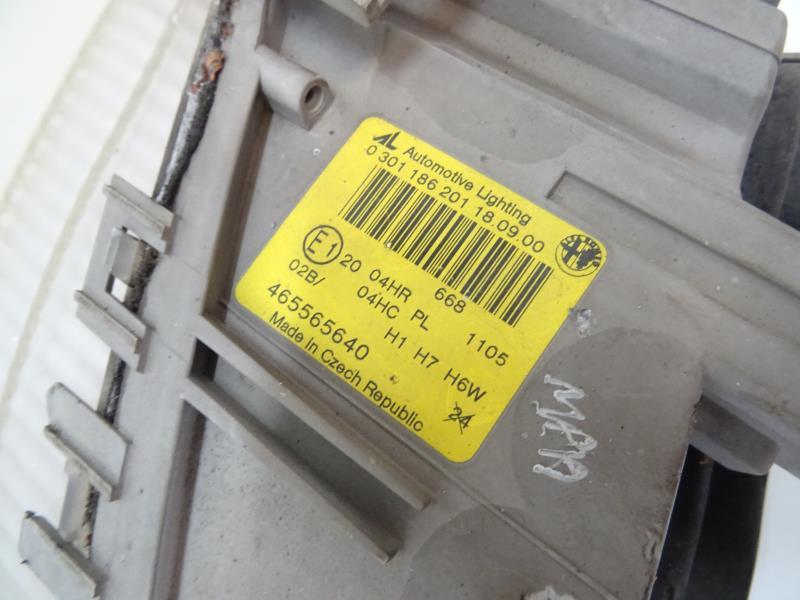 AL Automotive Lighting
0 301 186 201 18.09.00
E1 20 04HR 668
02B/ 04HC PL 1105
465565640 H1 H7 H6W
Made in Czech Republic 24